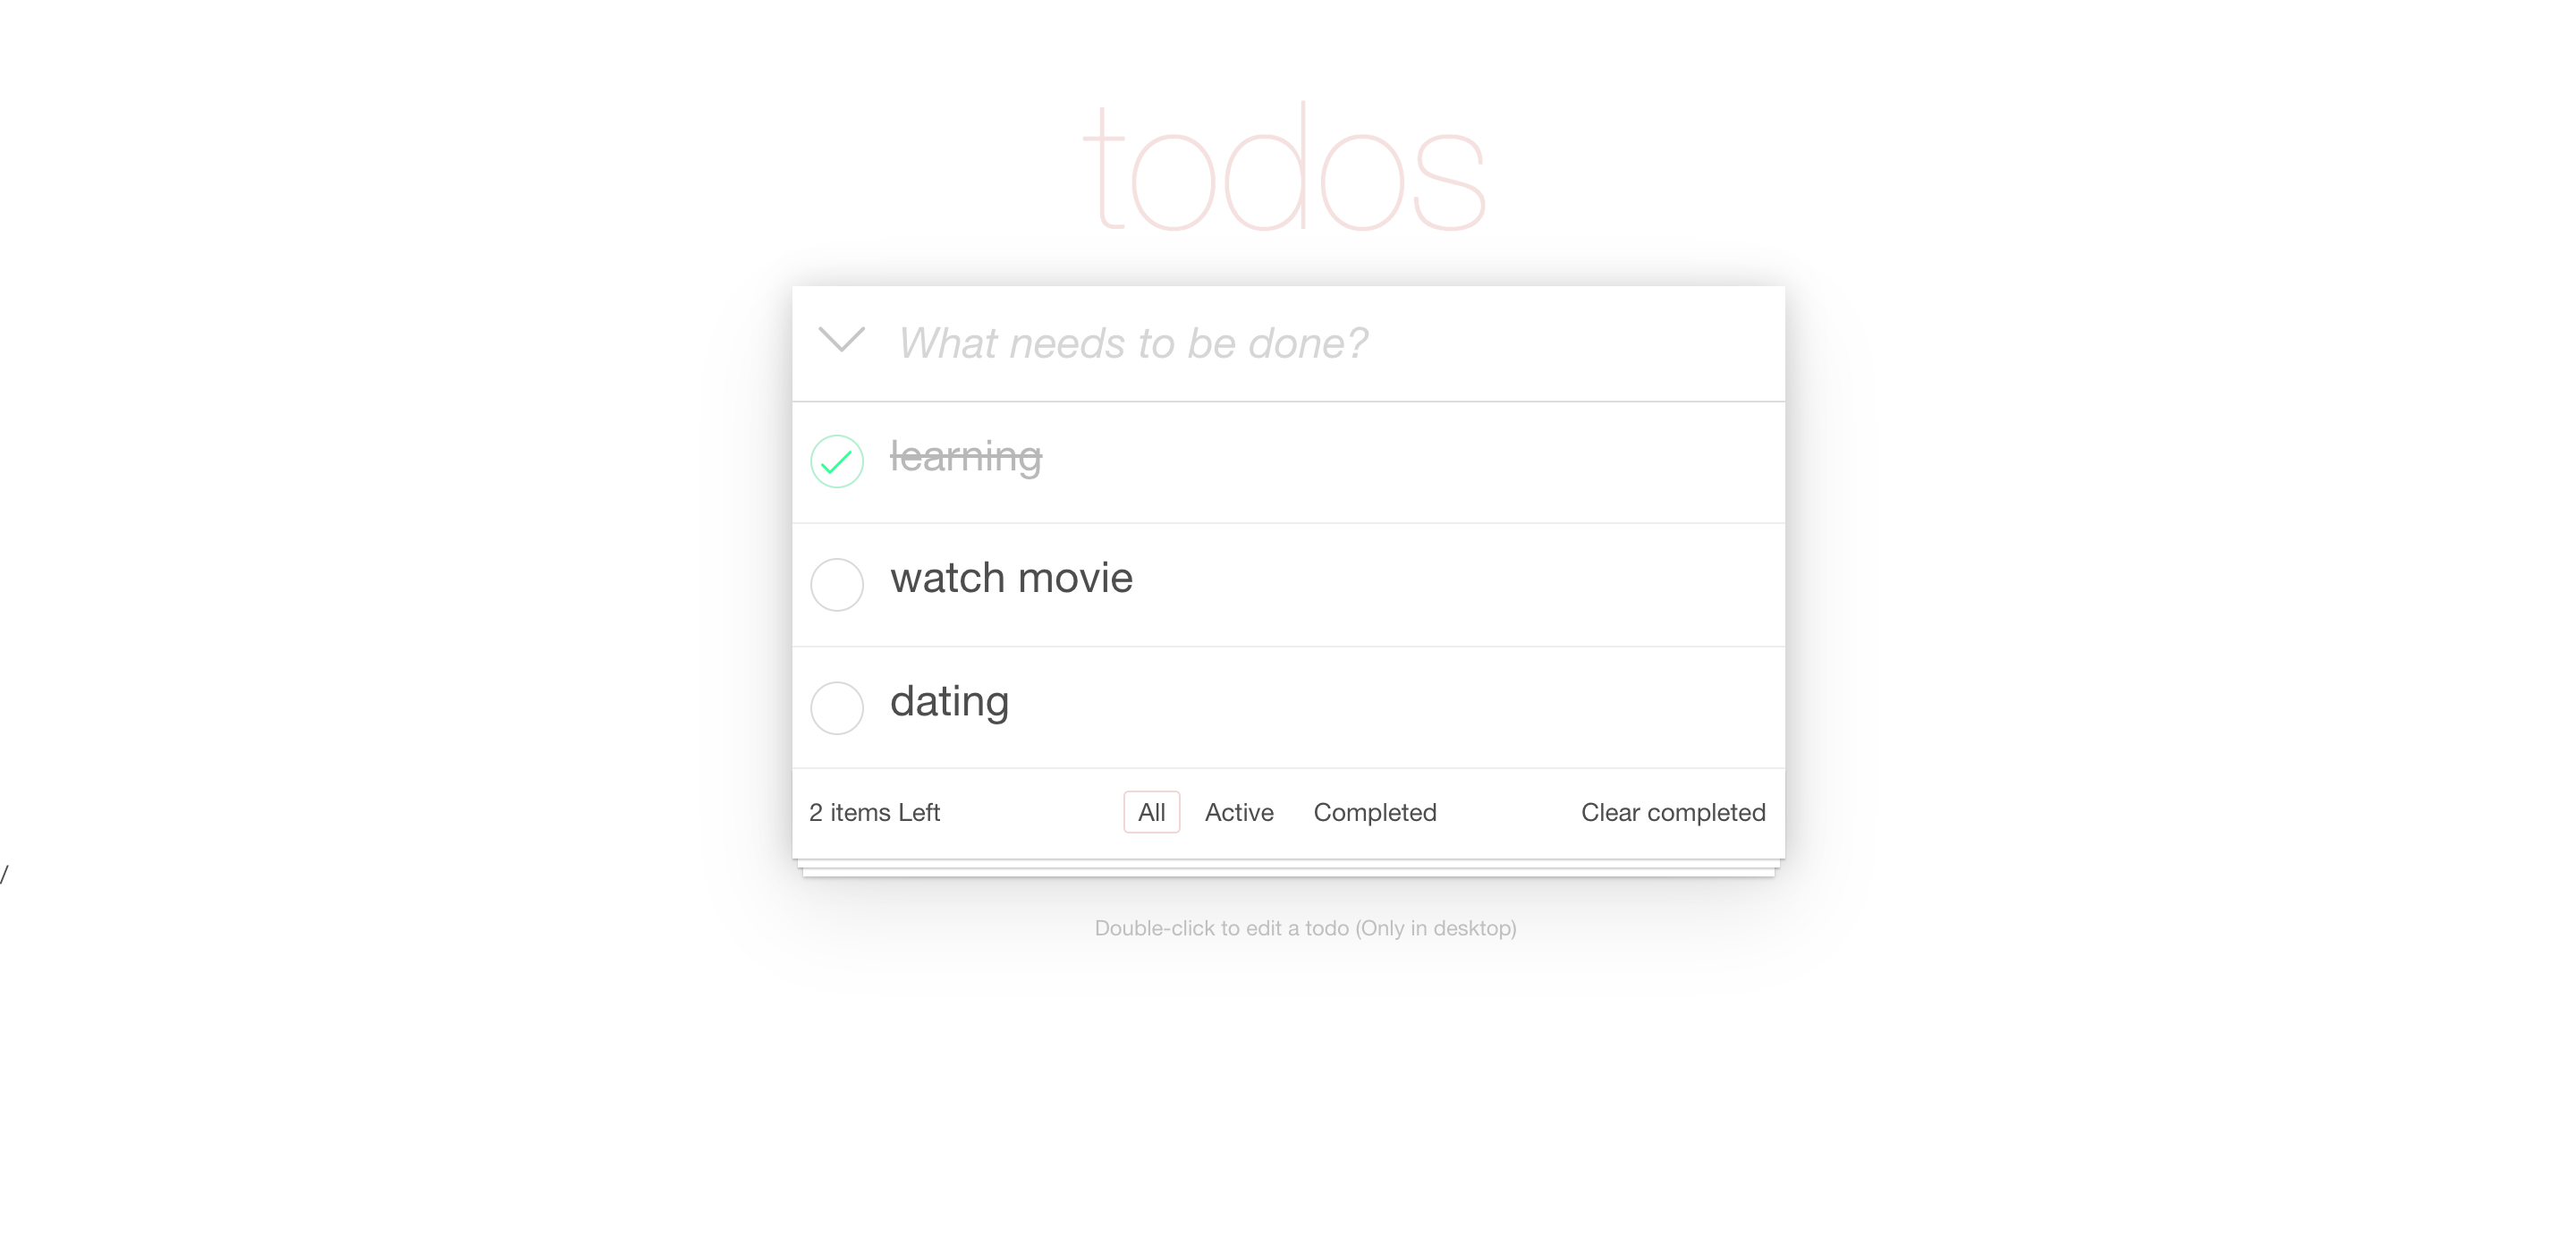 todos
What needs to be done?
learning
watch movie
dating
2 items Left All Active Completed Clear completed
/
Double-click to edit a todo (Only in desktop)